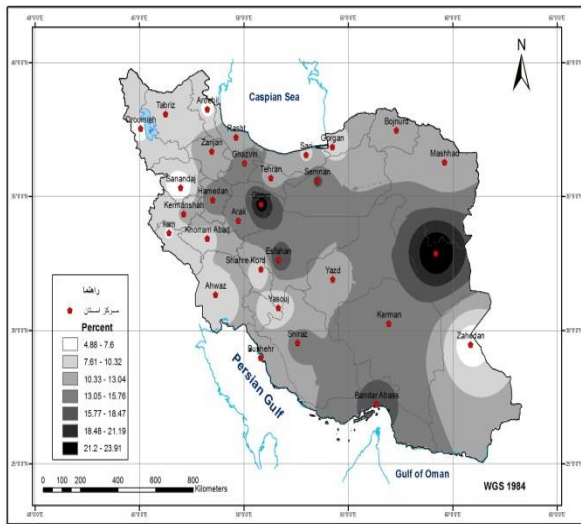 N
Caspian Sea
Ardebil
Tabriz
Oroomieh
Rasht
Zanjan
Ghazvin
Sari
Gorgan
Bojnurd
Mashhad
Tehran
Semnan
Sanandaj
Hamedan
Kermanshah
Arak
Ilam
Khorram Abad
Esfahan
Shahre Kord
Yazd
Ahwaz
Yasouj
Kerman
Zahedan
Shiraz
Bushehr
Bandar Abass
Persian Gulf
Gulf of Oman
راهنما
مرکز استان
Percent
4.88 - 7.6
7.61 - 10.32
10.33 - 13.04
13.05 - 15.76
15.77 - 18.47
18.48 - 21.19
21.2 - 23.91
0 100 200 400 600 800
Kilometers
WGS 1984